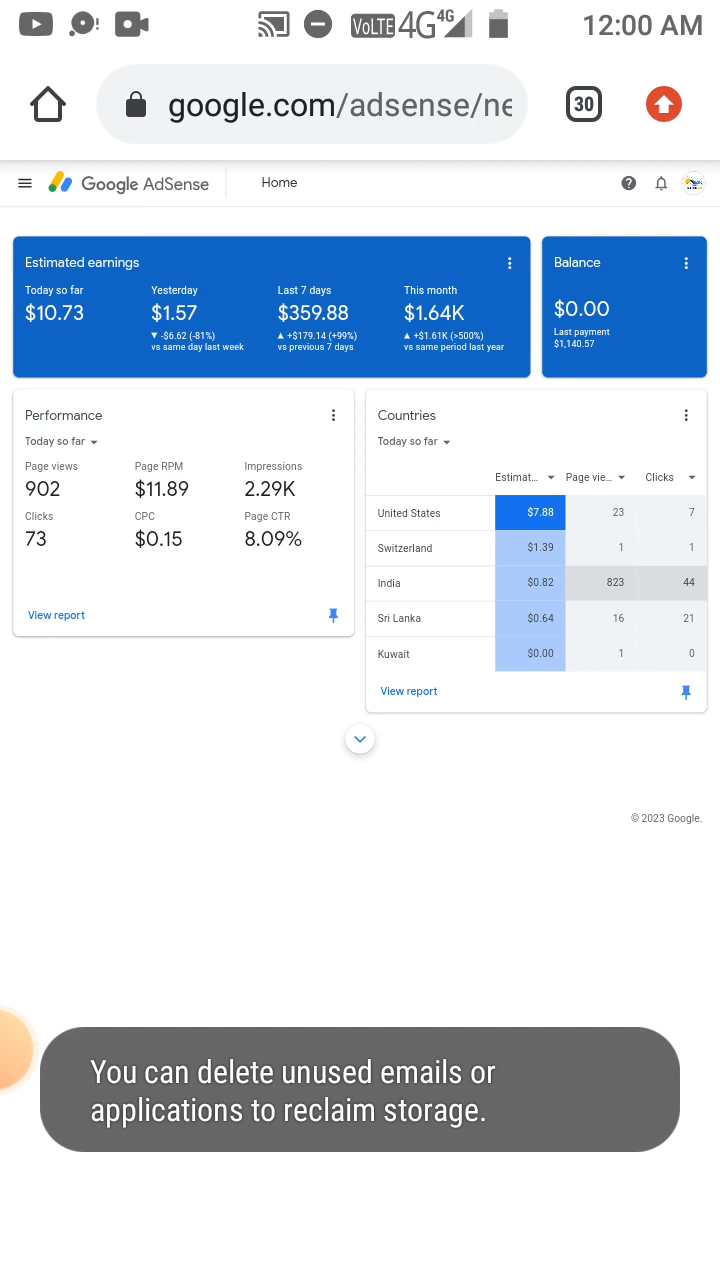 VoLTE 4G 4G 12:00 AM
google.com/adsense/ne
30
Google AdSense Home
Estimated earnings
Today so far Yesterday Last 7 days This month
$10.73 $1.57 $359.88 $1.64K
▼ -$6.62 (-81%) ▲ +$179.14 (+99%) ▲ +$1.61K (>500%)
vs same day last week vs previous 7 days vs same period last year
Balance
$0.00
Last payment
$1,140.57
Performance
Today so far
Page views Page RPM Impressions
902 $11.89 2.29K
Clicks CPC Page CTR
73 $0.15 8.09%
View report
Countries
Today so far
Estimat... Page vie... Clicks
United States $7.88 23 7
Switzerland $1.39 1 1
India $0.82 823 44
Sri Lanka $0.64 16 21
Kuwait $0.00 1 0
View report
© 2023 Google.
You can delete unused emails or
applications to reclaim storage.